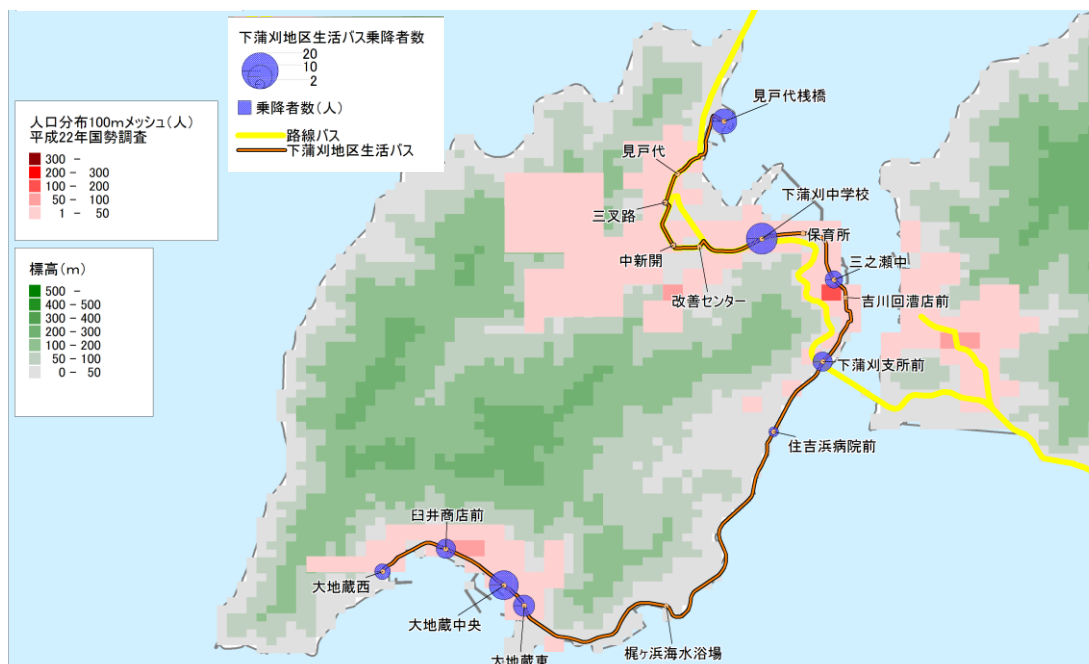 下蒲刈地区生活バス乗降者数
20
10
2
乗降者数(人)
路線バス
下蒲刈地区生活バス
人口分布100mメッシュ(人)
平成22年国勢調査
300 -
200 - 300
100 - 200
50 - 100
1 - 50
標高(m)
500 -
400 - 500
300 - 400
200 - 300
100 - 200
50 - 100
0 - 50
見戸代桟橋
見戸代
下蒲刈中学校
三叉路
保育所
中新開
三之瀬中
改善センター
吉川回漕店前
下蒲刈支所前
住吉浜病院前
臼井商店前
大地蔵西
大地蔵中央
梶ヶ浜海水浴場
大地蔵東